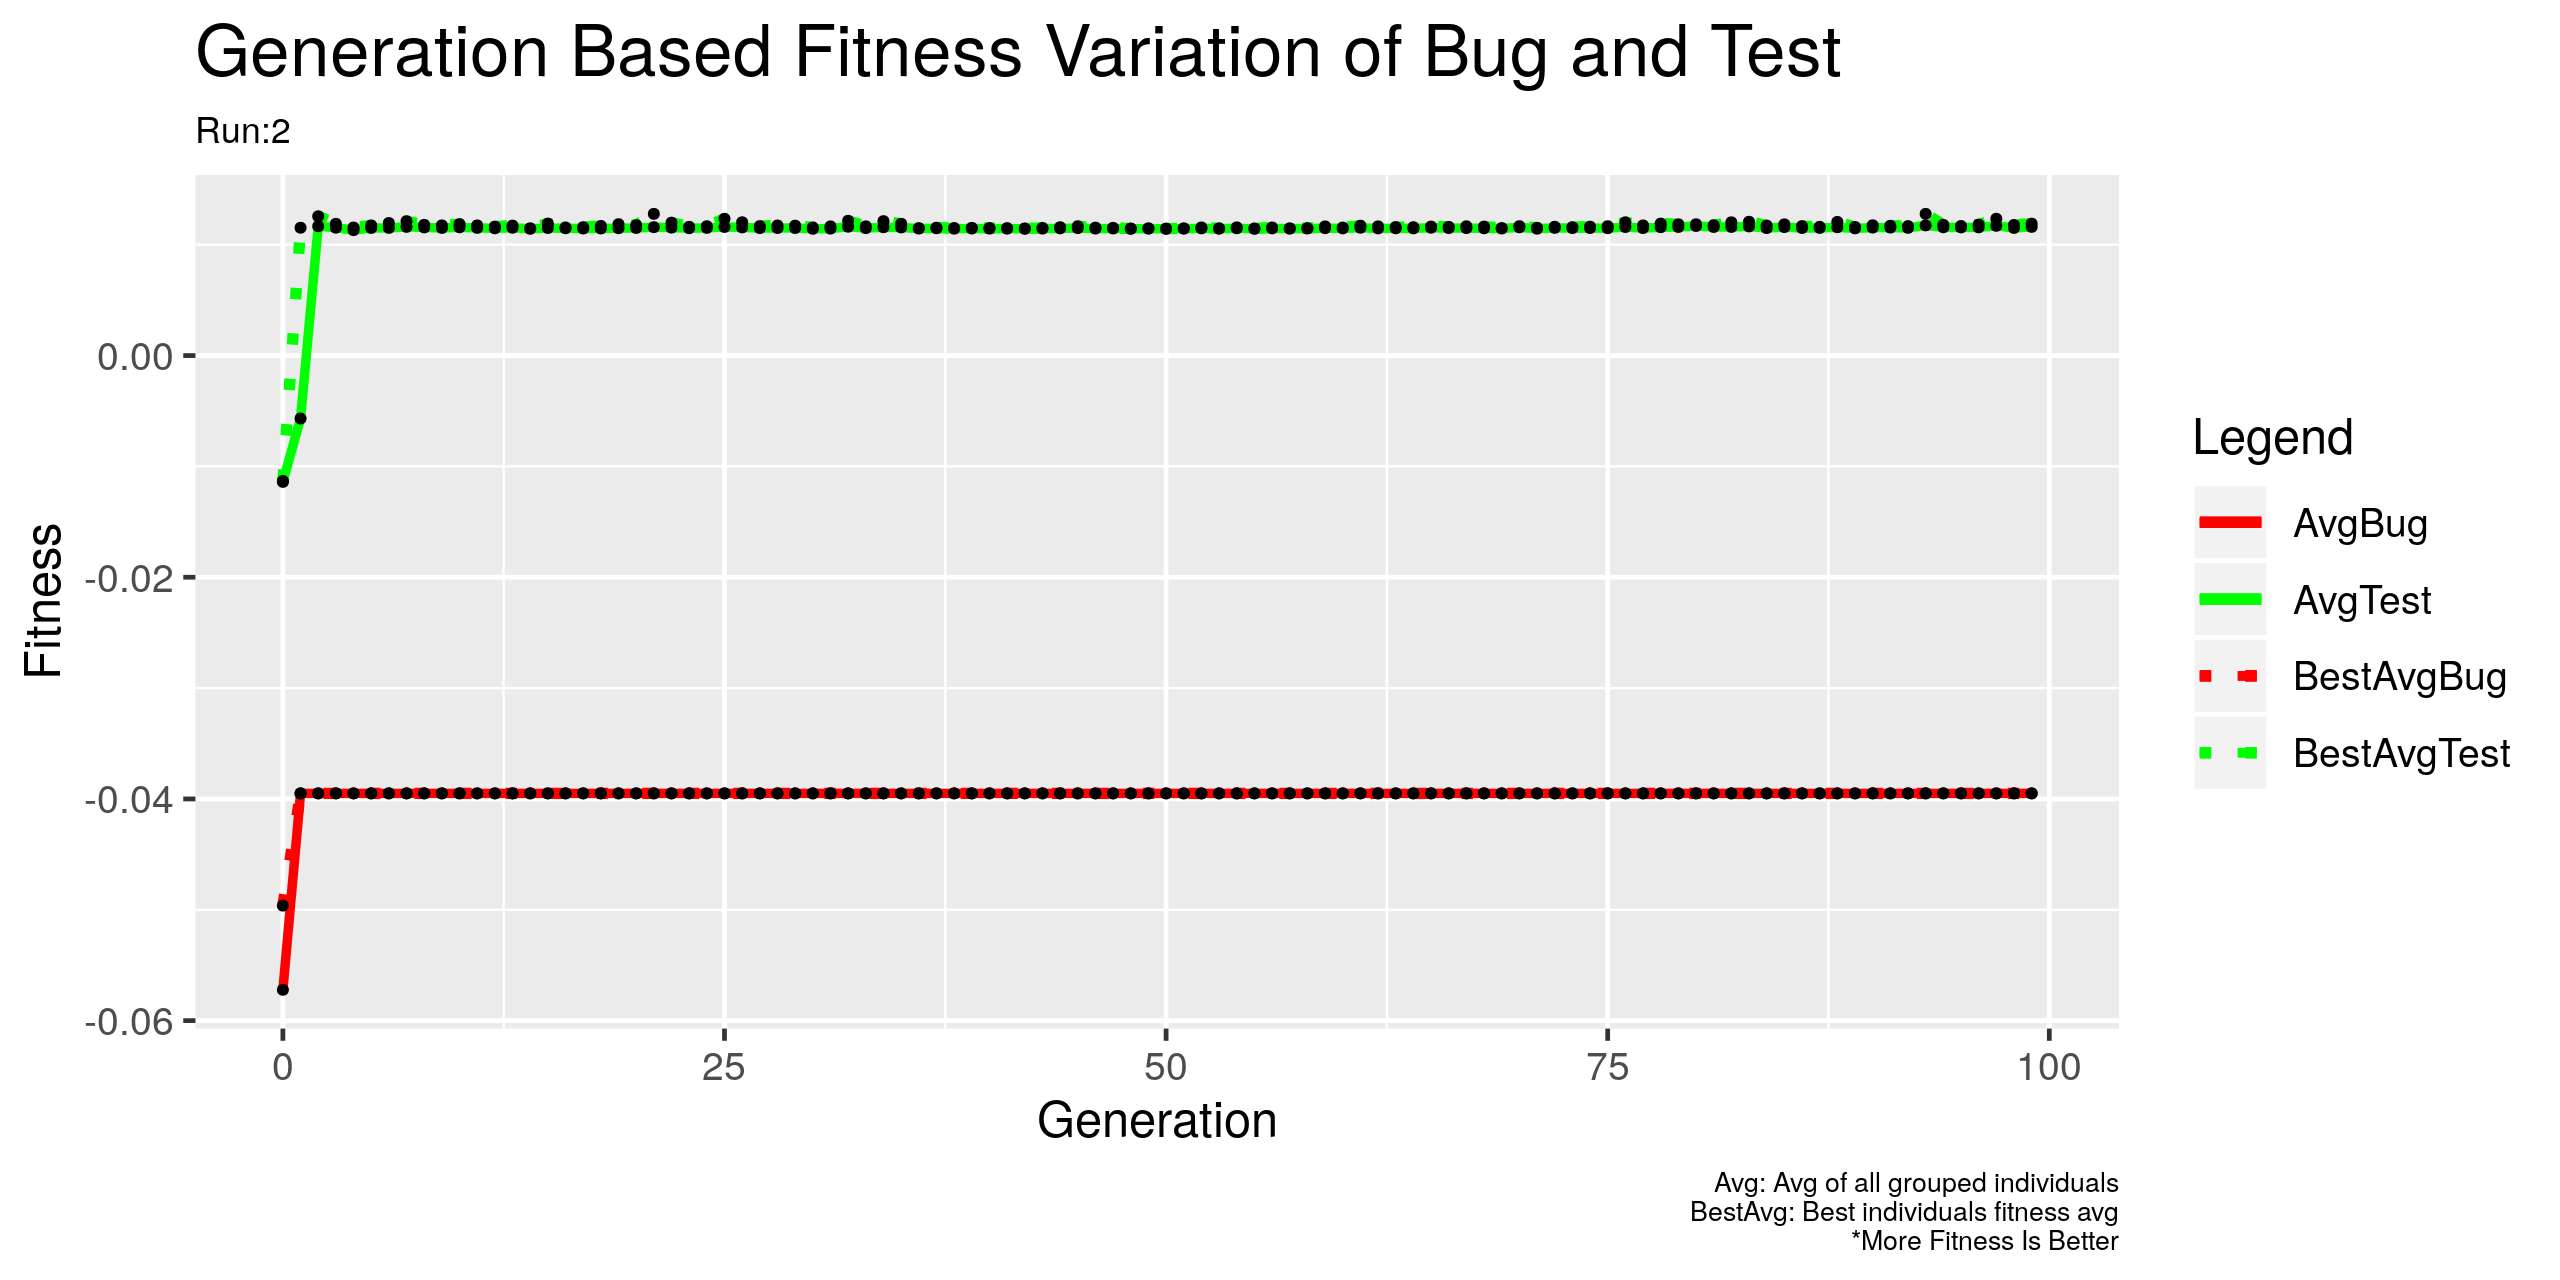 Generation Based Fitness Variation of Bug and Test
Run:2
Fitness
0.00
-0.02
-0.04
-0.06
0
25
50
75
100
Generation
Legend
AvgBug
AvgTest
BestAvgBug
BestAvgTest
Avg: Avg of all grouped individuals
BestAvg: Best individuals fitness avg
*More Fitness Is Better